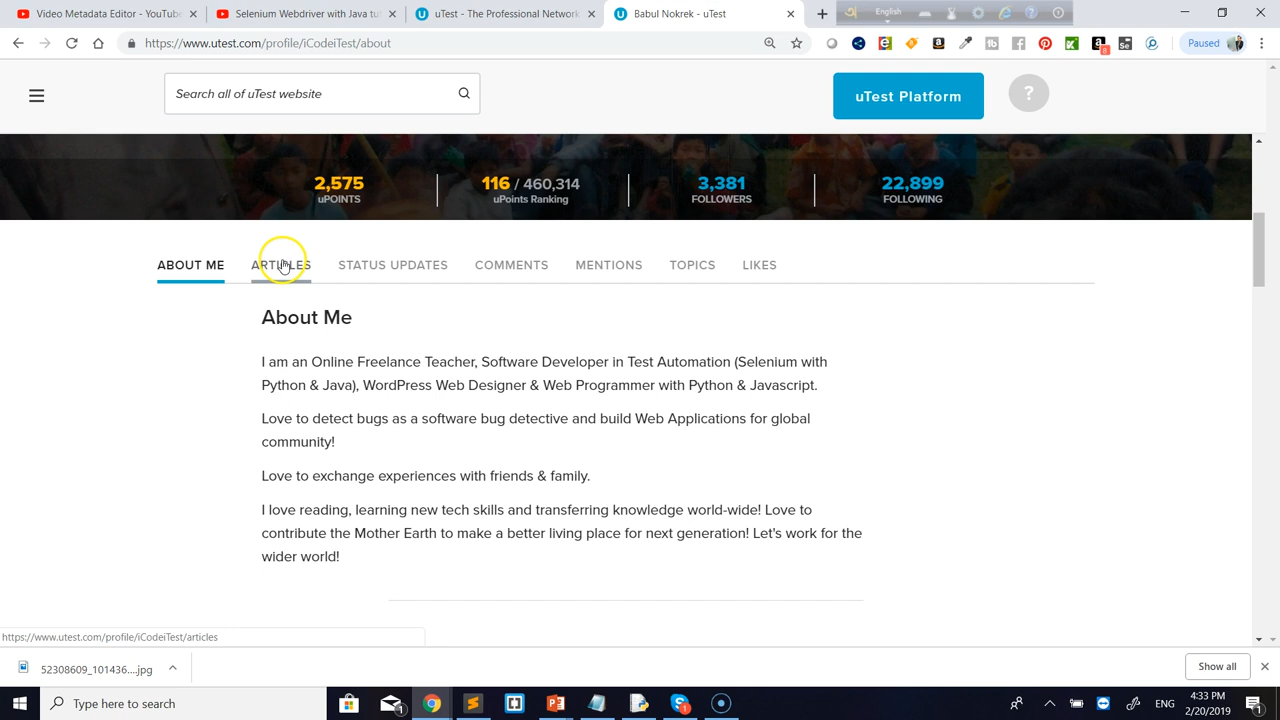 Video Metadata Editor - YouTub
Selenium Webdriver with Instruct
uTest - The Professional Network
Babul Nokrek - uTest
English
https://www.utest.com/profile/iCodeiTest/about
8
Se
Paused
Search all of uTest website
uTest Platform
?
2,575
uPOINTS
116 / 460,314
uPoints Ranking
3,381
FOLLOWERS
22,899
FOLLOWING
ABOUT ME
ARTICLES
STATUS UPDATES
COMMENTS
MENTIONS
TOPICS
LIKES
About Me
I am an Online Freelance Teacher, Software Developer in Test Automation (Selenium with
Python & Java), WordPress Web Designer & Web Programmer with Python & Javascript.
Love to detect bugs as a software bug detective and build Web Applications for global
community!
Love to exchange experiences with friends & family.
I love reading, learning new tech skills and transferring knowledge world-wide! Love to
contribute the Mother Earth to make a better living place for next generation! Let's work for the
wider world!
https://www.utest.com/profile/iCodeiTest/articles
52308609_101436....jpg
Show all
Type here to search
1
1
ENG
4:33 PM
2/20/2019
1